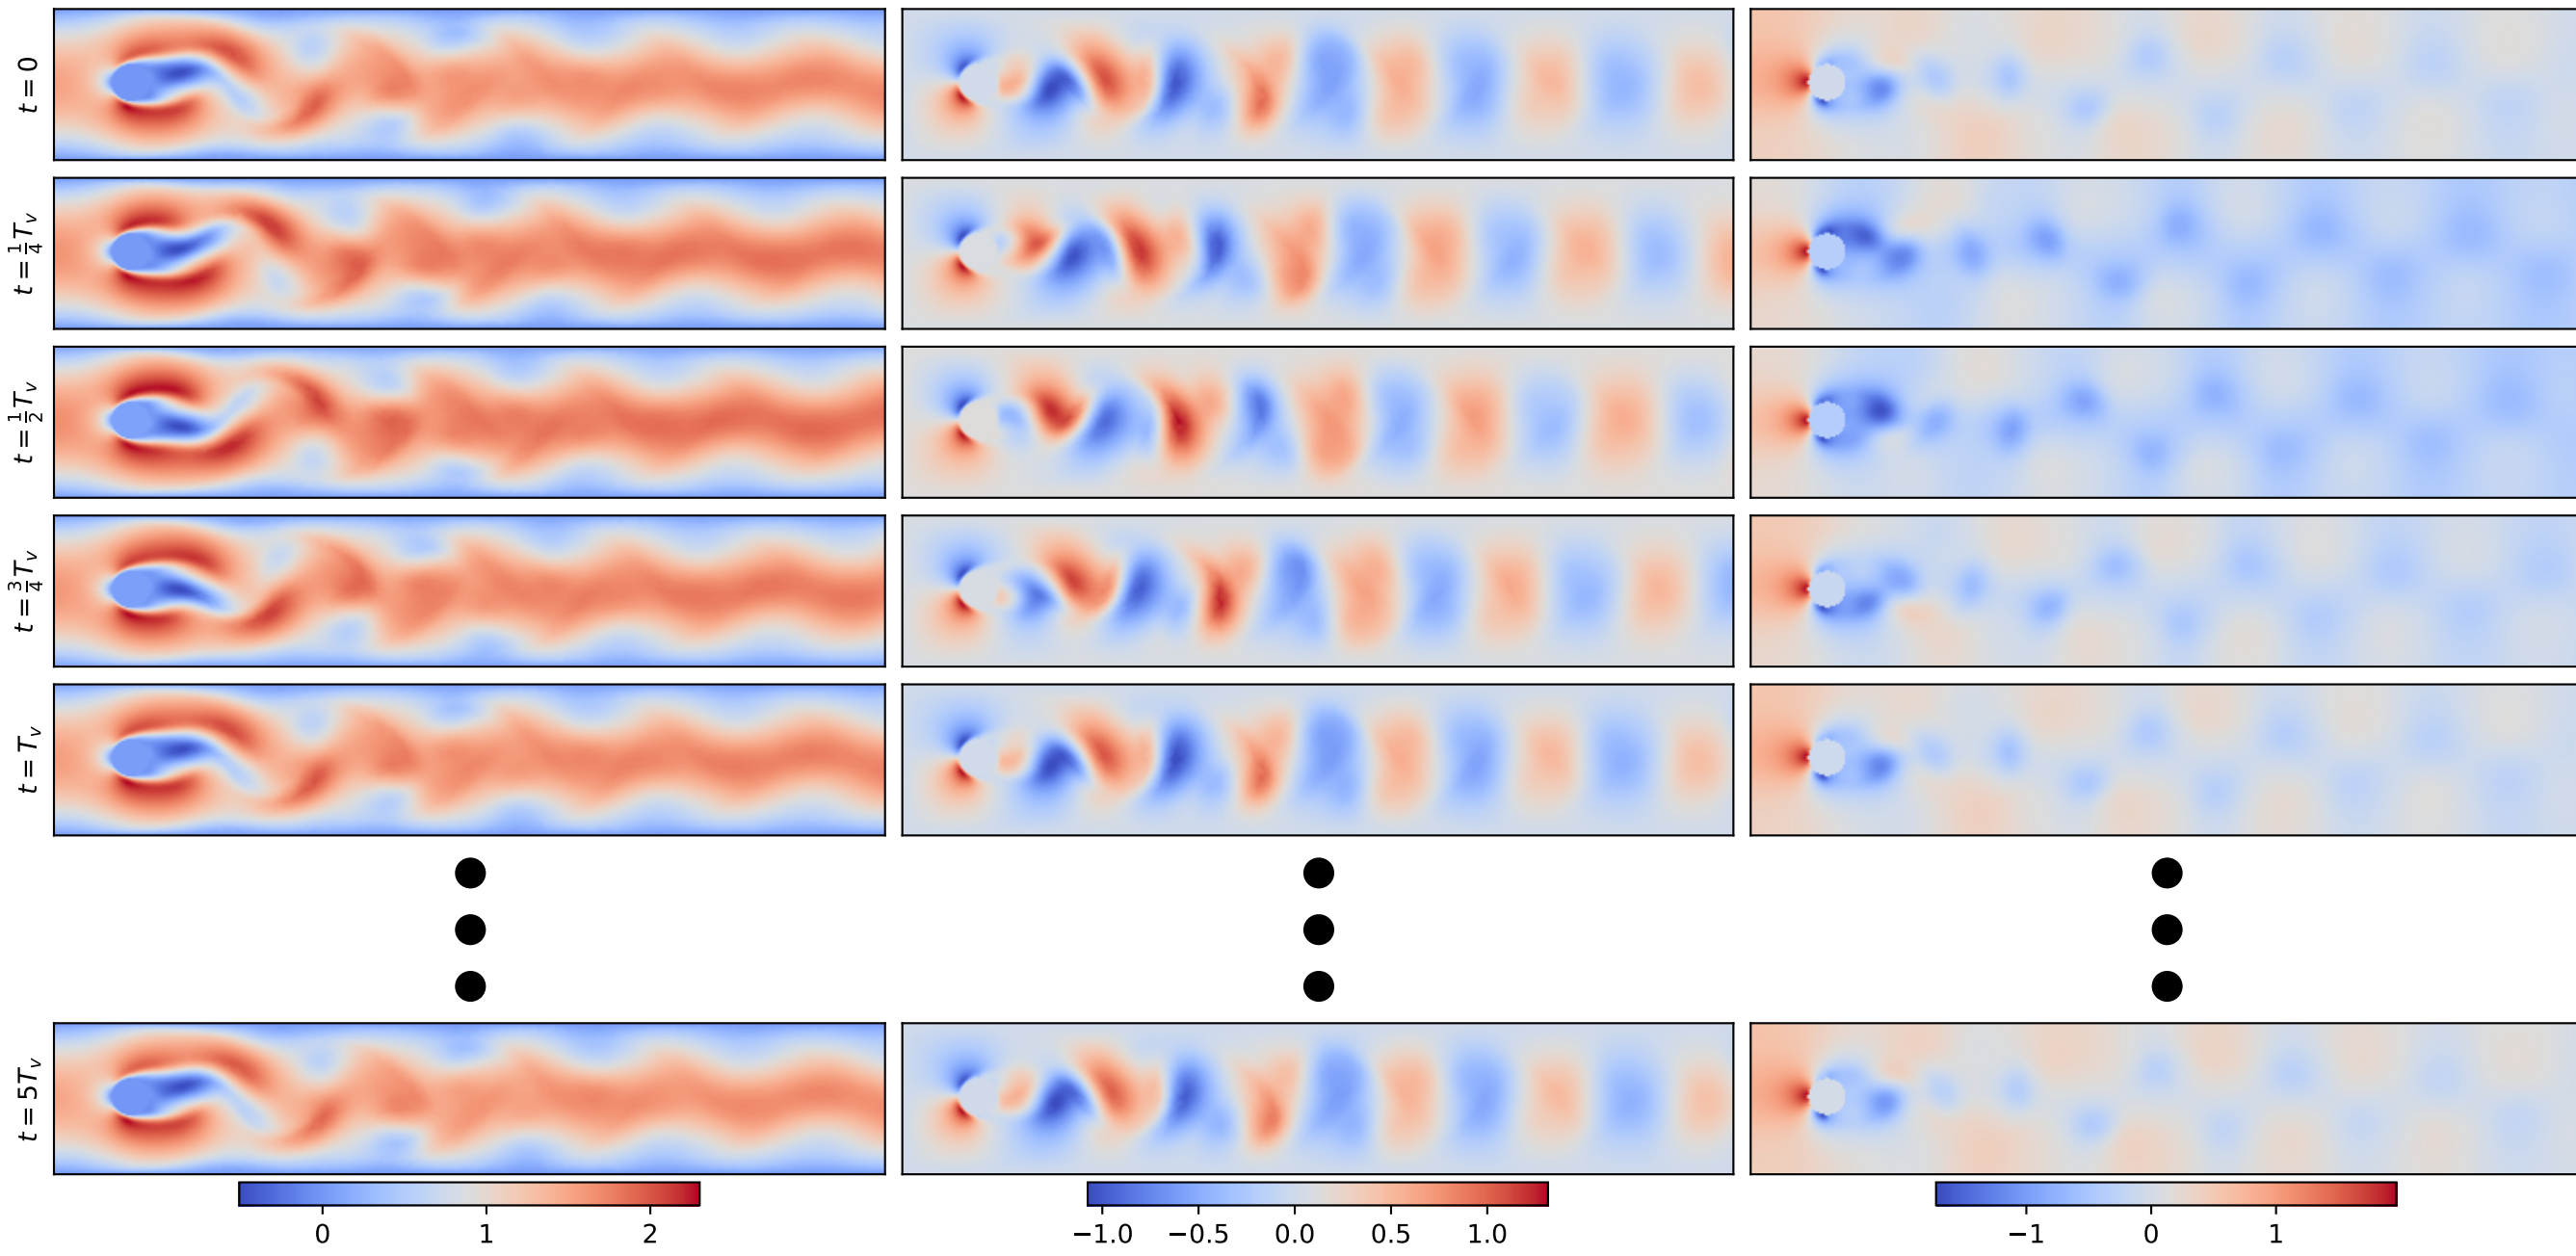 t = 0
t = 1/4 T_v
t = 1/2 T_v
t = 3/4 T_v
t = T_v
t = 5T_v
0 1 2
−1.0 −0.5 0.0 0.5 1.0
−1 0 1